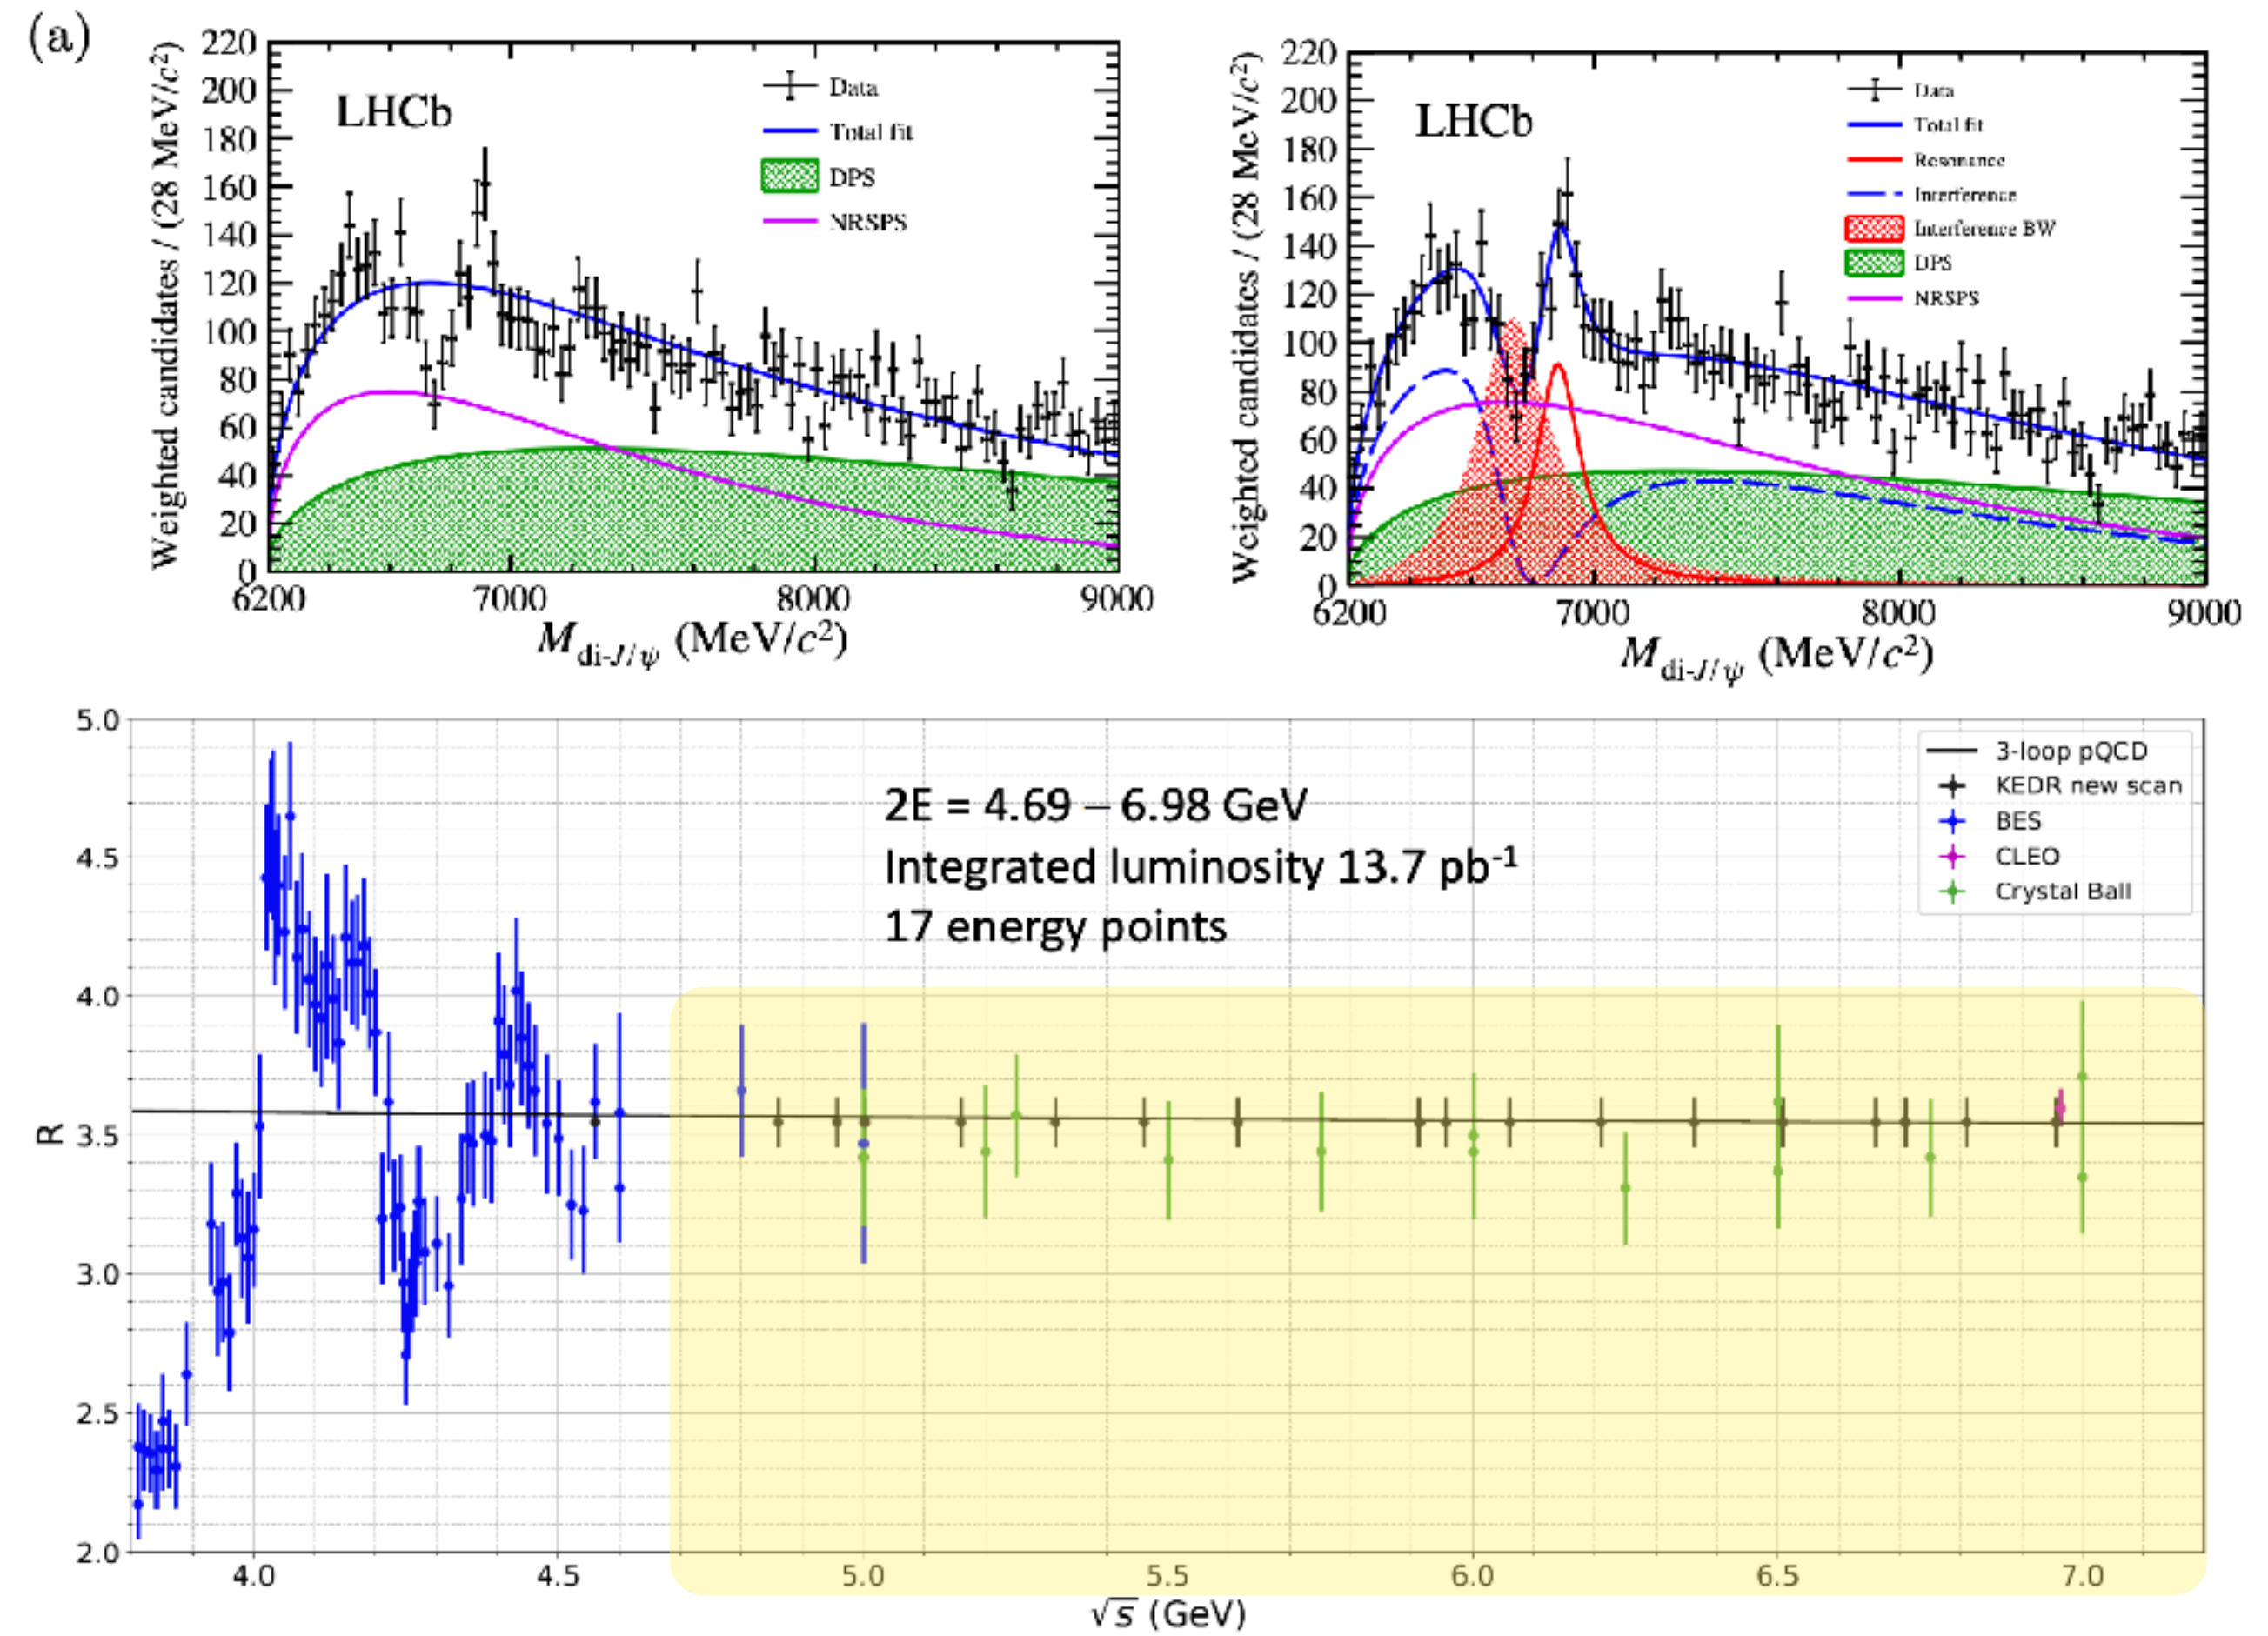 (a)
Weighted candidates / (28 MeV/c²)
220
200
180
160
140
120
100
80
60
40
20
0
LHCb
Data
Total fit
DPS
NRSPS
6200 7000 8000 9000
M di-J/ψ (MeV/c²)
Weighted candidates / (28 MeV/c²)
220
200
180
160
140
120
100
80
60
40
20
0
LHCb
Data
Total fit
Resonance
Interference
Interference BW
DPS
NRSPS
6200 7000 8000 9000
M di-J/ψ (MeV/c²)
R
5.0
4.5
4.0
3.5
3.0
2.5
2.0
2E = 4.69 – 6.98 GeV
Integrated luminosity 13.7 pb⁻¹
17 energy points
3-loop pQCD
KEDR new scan
BES
CLEO
Crystal Ball
4.0 4.5 5.0 5.5 6.0 6.5 7.0
√s (GeV)